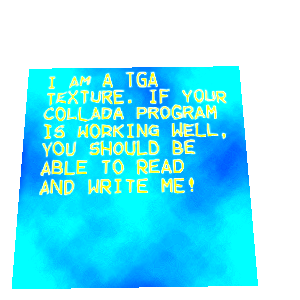 I AM A TGA
TEXTURE. IF YOUR
COLLADA PROGRAM
IS WORKING WELL,
YOU SHOULD BE
ABLE TO READ
AND WRITE ME!